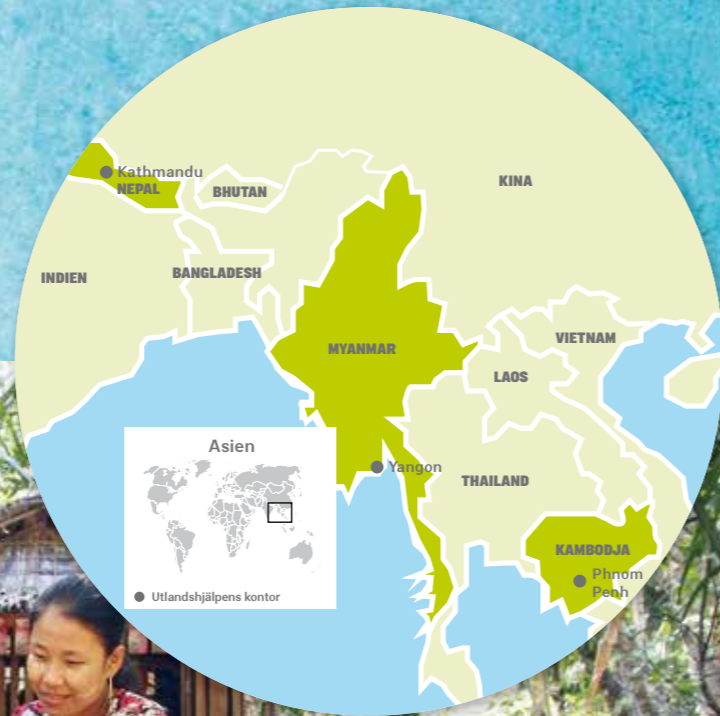 Kathmandu
NEPAL
BHUTAN
KINA
INDIEN
BANGLADESH
MYANMAR
VIETNAM
LAOS
Asien
Yangon
THAILAND
KAMBODJA
Phnom
Penh
Utlandshjälpens kontor